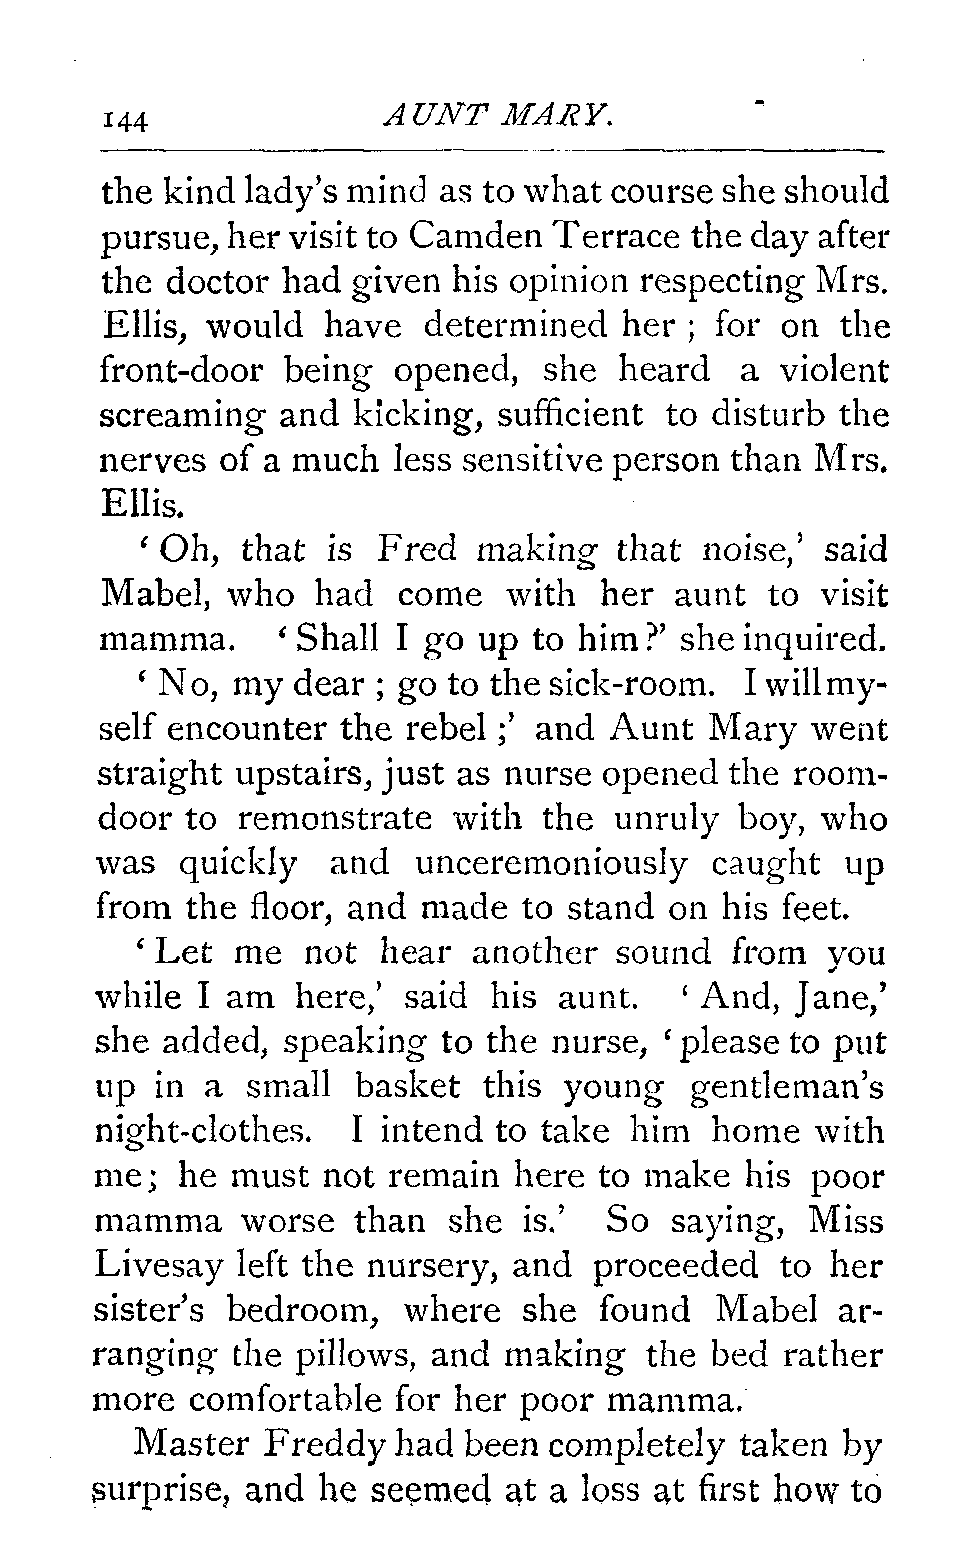 144 AUNT MARY.
the kind lady's mind as to what course she should
pursue, her visit to Camden Terrace the day after
the doctor had given his opinion respecting Mrs.
Ellis, would have determined her ; for on the
front-door being opened, she heard a violent
screaming and kicking, sufficient to disturb the
nerves of a much less sensitive person than Mrs.
Ellis.
‘ Oh, that is Fred making that noise,’ said
Mabel, who had come with her aunt to visit
mamma. ‘ Shall I go up to him ?’ she inquired.
‘ No, my dear ; go to the sick-room. I will my-
self encounter the rebel ;’ and Aunt Mary went
straight upstairs, just as nurse opened the room-
door to remonstrate with the unruly boy, who
was quickly and unceremoniously caught up
from the floor, and made to stand on his feet.
‘ Let me not hear another sound from you
while I am here,’ said his aunt. ‘ And, Jane,’
she added, speaking to the nurse, ‘ please to put
up in a small basket this young gentleman's
night-clothes. I intend to take him home with
me ; he must not remain here to make his poor
mamma worse than she is.’ So saying, Miss
Livesay left the nursery, and proceeded to her
sister's bedroom, where she found Mabel ar-
ranging the pillows, and making the bed rather
more comfortable for her poor mamma.
Master Freddy had been completely taken by
surprise, and he seemed at a loss at first how to